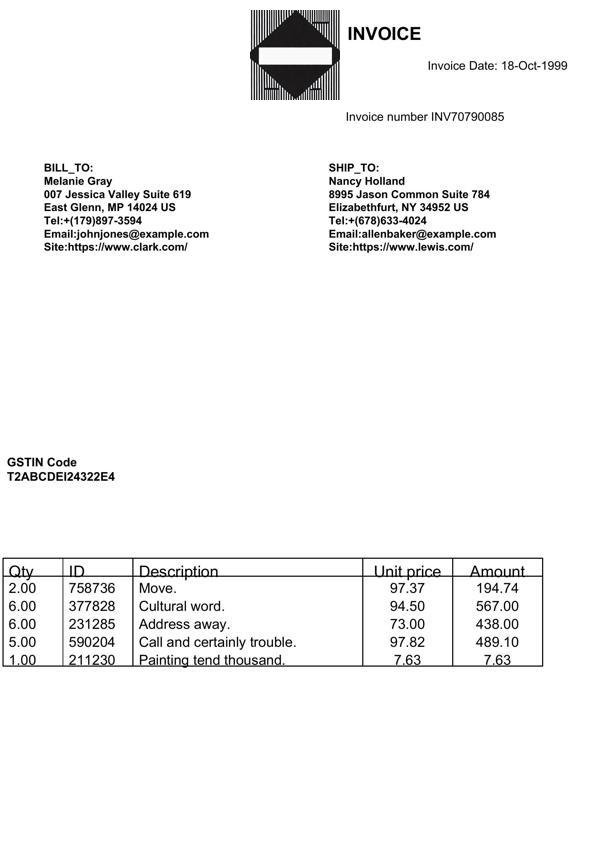 INVOICE
Invoice Date: 18-Oct-1999
Invoice number INV70790085
BILL_TO:
Melanie Gray
007 Jessica Valley Suite 619
East Glenn, MP 14024 US
Tel:+(179)897-3594
Email:johnjones@example.com
Site:https://www.clark.com/
SHIP_TO:
Nancy Holland
8995 Jason Common Suite 784
Elizabethfurt, NY 34952 US
Tel:+(678)633-4024
Email:allenbaker@example.com
Site:https://www.lewis.com/
GSTIN Code
T2ABCDEI24322E4
Qty ID Description Unit price Amount
2.00 758736 Move. 97.37 194.74
6.00 377828 Cultural word. 94.50 567.00
6.00 231285 Address away. 73.00 438.00
5.00 590204 Call and certainly trouble. 97.82 489.10
1.00 211230 Painting tend thousand. 7.63 7.63